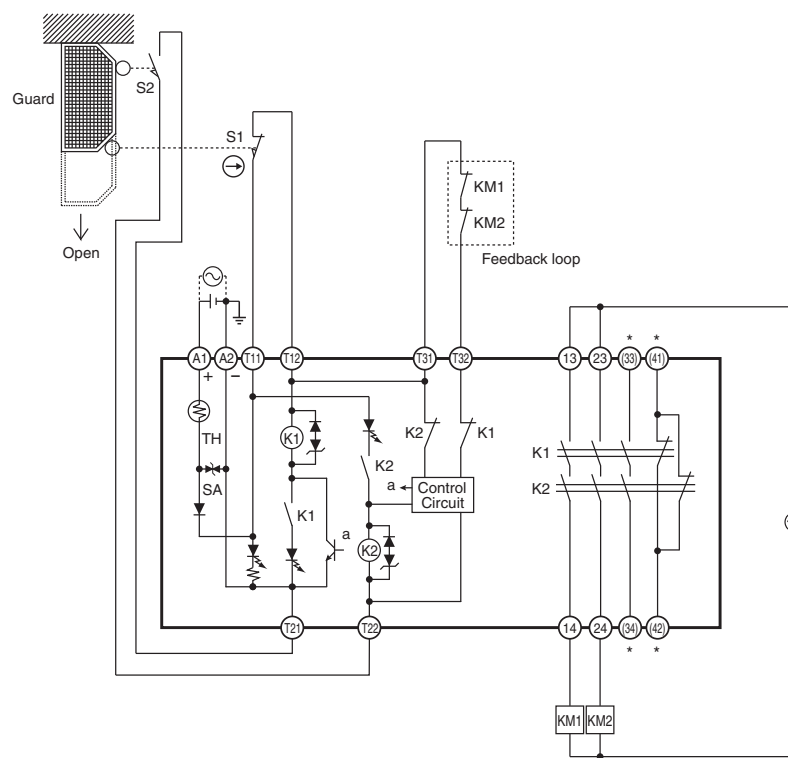 Guard
S2
S1
KM1
KM2
Feedback loop
Open
A1 A2 T11 T12 T31 T32 13 23 (33) (41)
* *
+ −
K1
TH
K2 K1
K2
SA
a
Control
Circuit
K1
K2
K1
a
K2
T21 T22 14 24 (34) (42)
* *
KM1 KM2